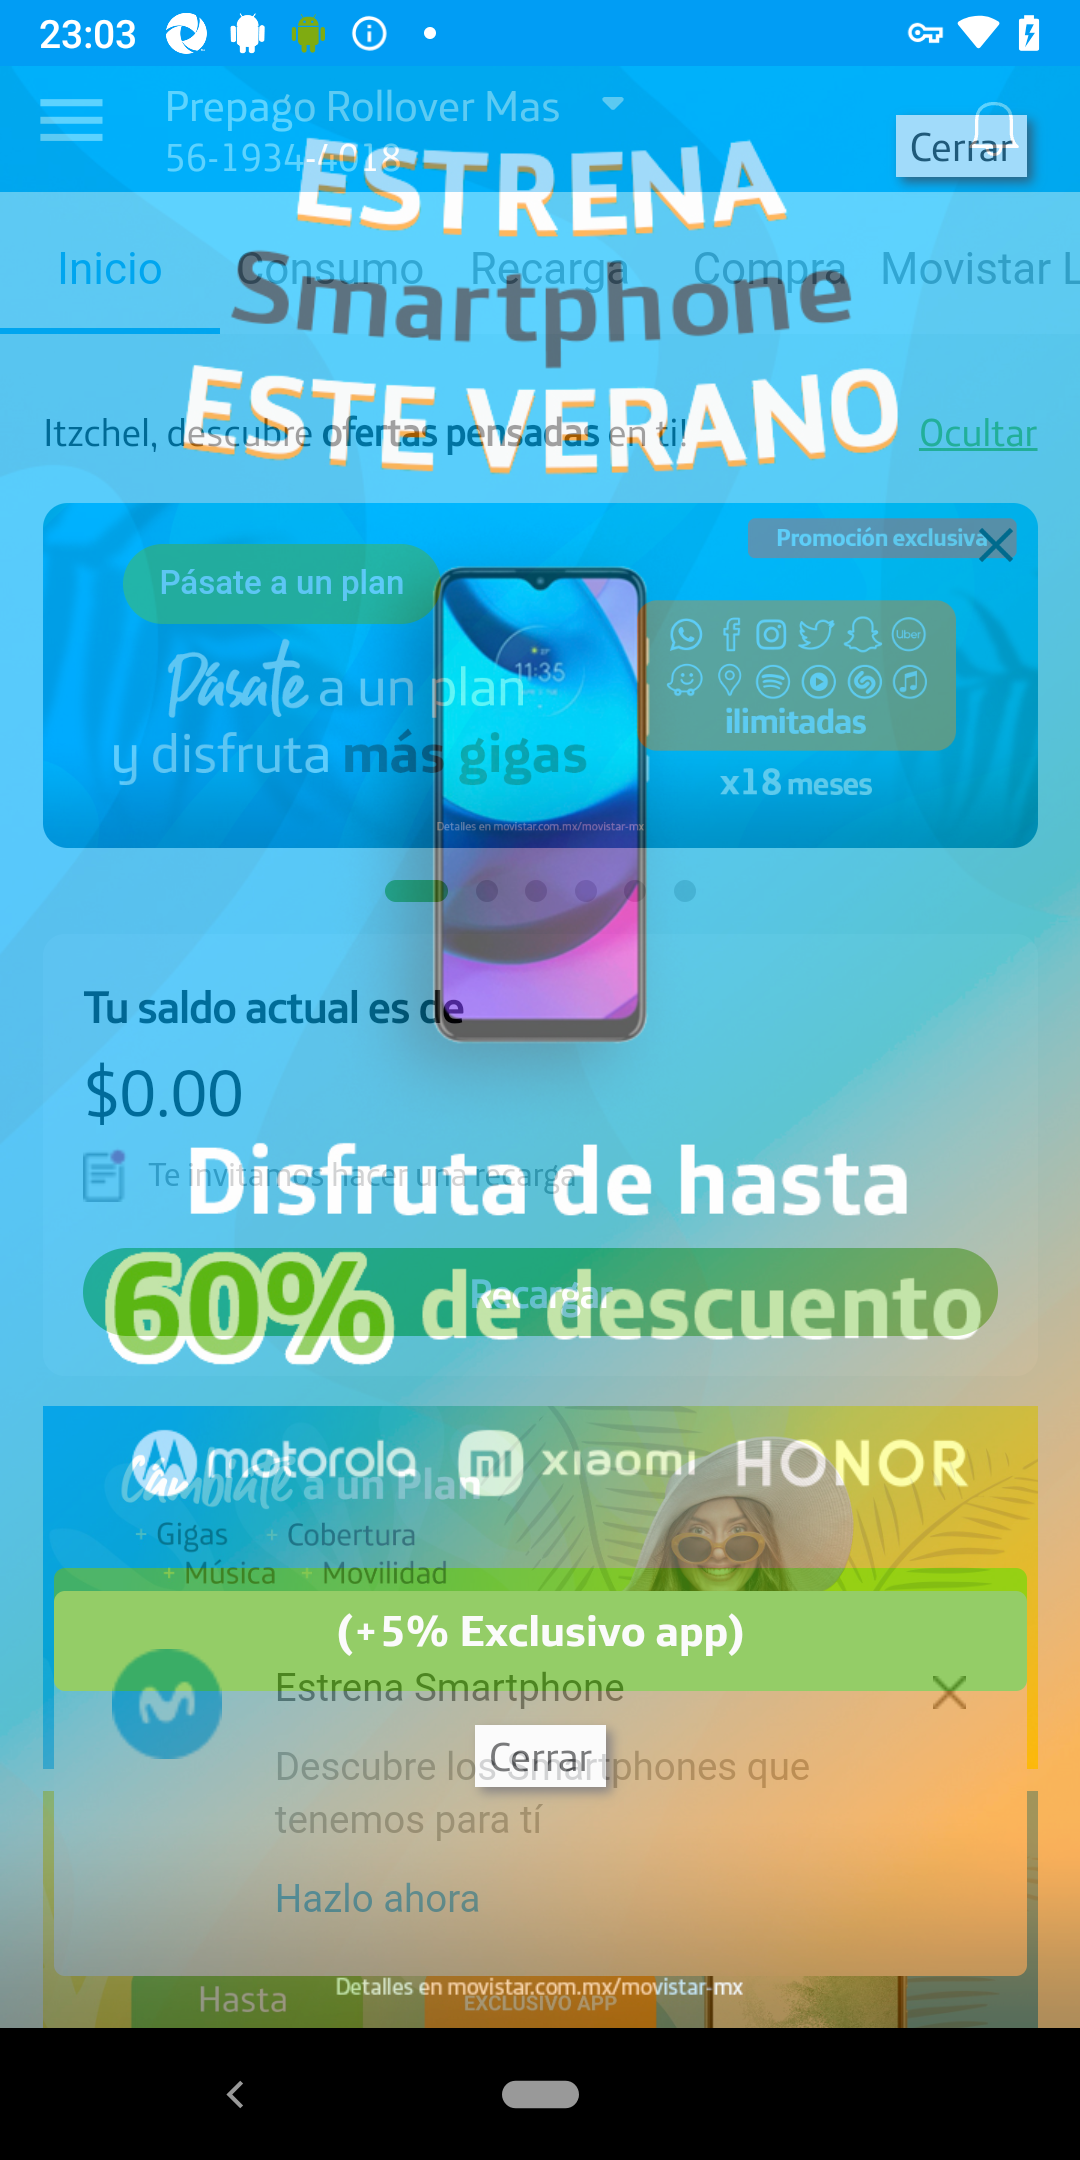 23:03
Prepago Rollover Mas
56-1934-4018
Cerrar
ESTRENA
Inicio
Consumo
Recarga
Compra
Movistar L
Smartphone
ESTE VERANO
Itzchel, descubre ofertas pensadas en ti!
Ocultar
Promoción exclusiva
Pásate a un plan
Uber
11:35
Pásate a un plan
y disfruta más gigas
ilimitadas
x18 meses
Detalles en movistar.com.mx/movistar-mx
Tu saldo actual es de
$0.00
Te invitamos hacer una recarga
Disfruta de hasta
Recargar
60% de descuento
motorola
mi xiaomi
HONOR
Cámbiate a un Plan
+ Gigas + Cobertura
+ Música + Movilidad
(+5% Exclusivo app)
Estrena Smartphone
Cerrar
Descubre los Smartphones que
tenemos para tí
Hazlo ahora
Detalles en movistar.com.mx/movistar-mx
Hasta
EXCLUSIVO APP